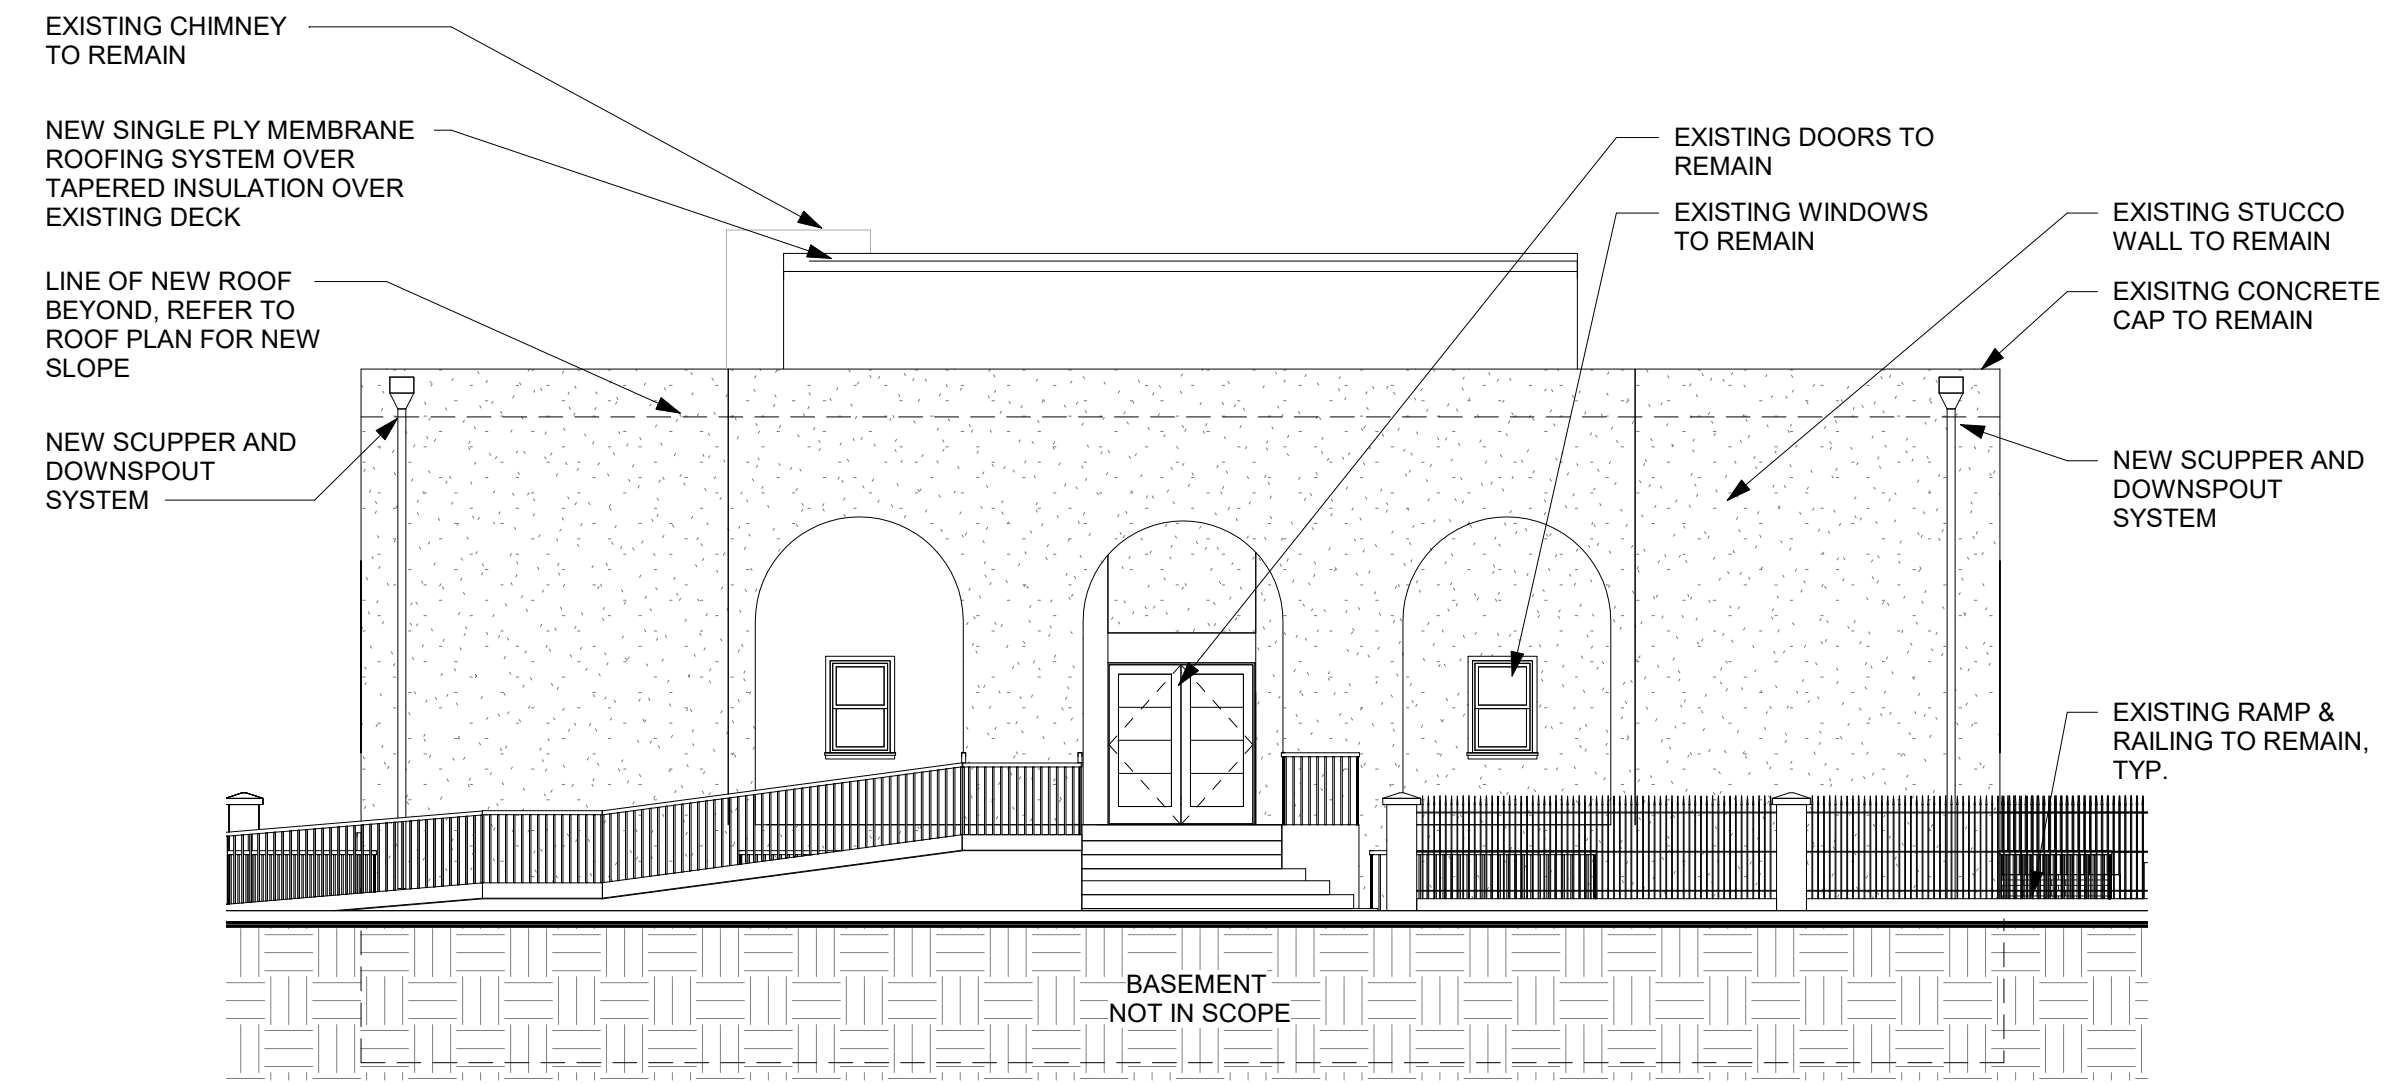 EXISTING CHIMNEY
TO REMAIN
NEW SINGLE PLY MEMBRANE
ROOFING SYSTEM OVER
TAPERED INSULATION OVER
EXISTING DECK
LINE OF NEW ROOF
BEYOND, REFER TO
ROOF PLAN FOR NEW
SLOPE
NEW SCUPPER AND
DOWNSPOUT
SYSTEM
EXISTING DOORS TO
REMAIN
EXISTING WINDOWS
TO REMAIN
EXISTING STUCCO
WALL TO REMAIN
EXISITNG CONCRETE
CAP TO REMAIN
NEW SCUPPER AND
DOWNSPOUT
SYSTEM
EXISTING RAMP &
RAILING TO REMAIN,
TYP.
BASEMENT
NOT IN SCOPE